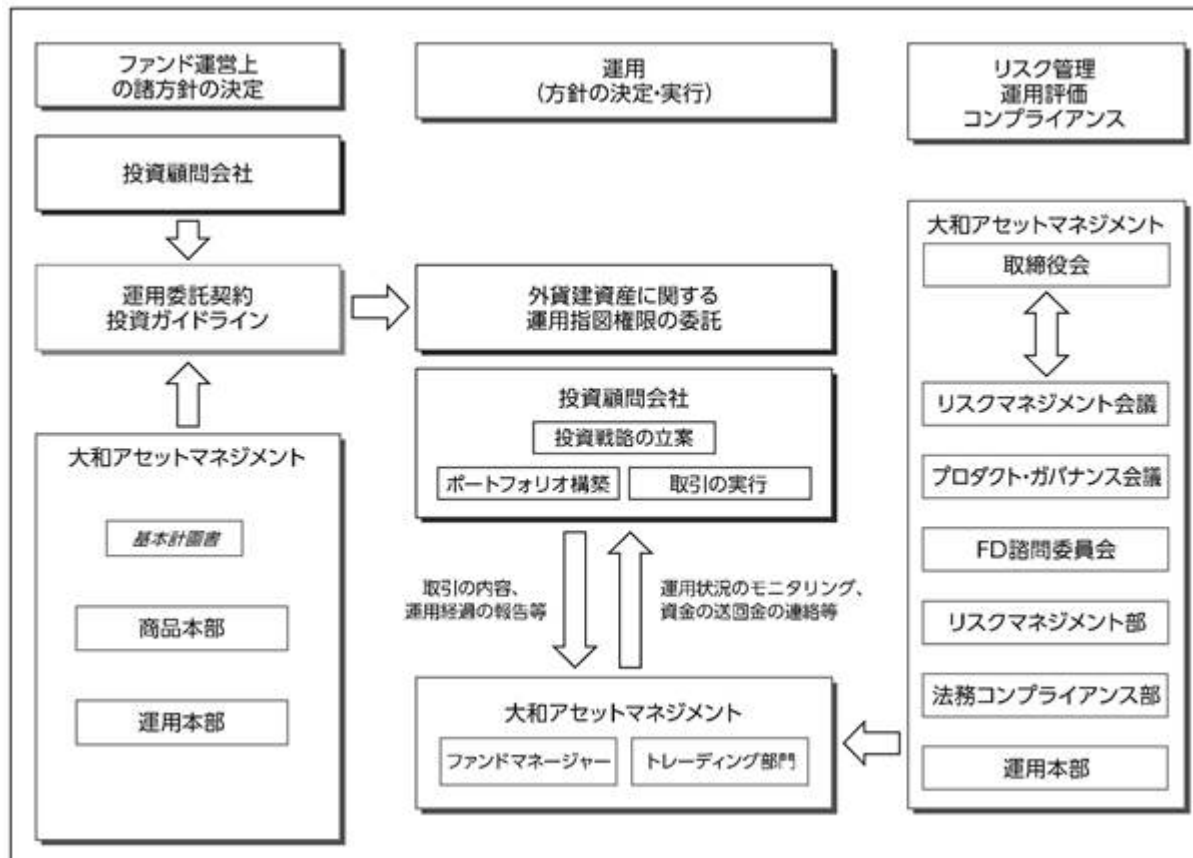 ファンド運営上
の諸方針の決定
投資顧問会社
運用委託契約
投資ガイドライン
大和アセットマネジメント
基本計画書
商品本部
運用本部
運用
(方針の決定・実行)
外貨建資産に関する
運用指図権限の委託
投資顧問会社
投資戦略の立案
ポートフォリオ構築
取引の実行
取引の内容、
運用経過の報告等
運用状況のモニタリング、
資金の送回金の連絡等
大和アセットマネジメント
ファンドマネージャー
トレーディング部門
リスク管理
運用評価
コンプライアンス
大和アセットマネジメント
取締役会
リスクマネジメント会議
プロダクト・ガバナンス会議
FD諮問委員会
リスクマネジメント部
法務コンプライアンス部
運用本部